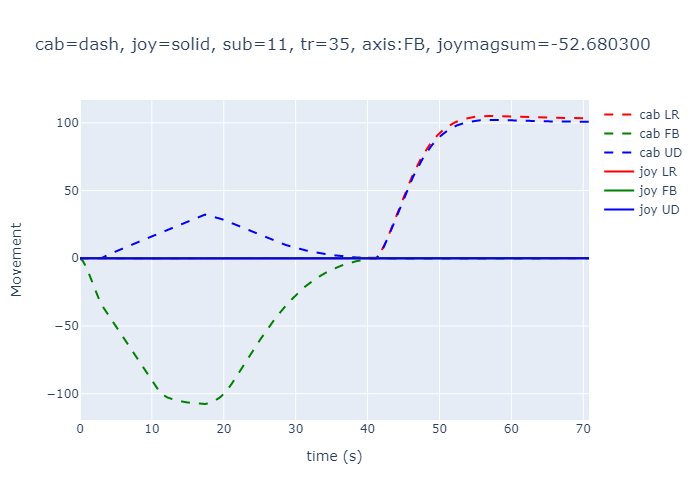 cab=dash, joy=solid, sub=11, tr=35, axis:FB, joymagsum=-52.680300
100
50
0
−50
−100
Movement
0 10 20 30 40 50 60 70
time (s)
cab LR
cab FB
cab UD
joy LR
joy FB
joy UD